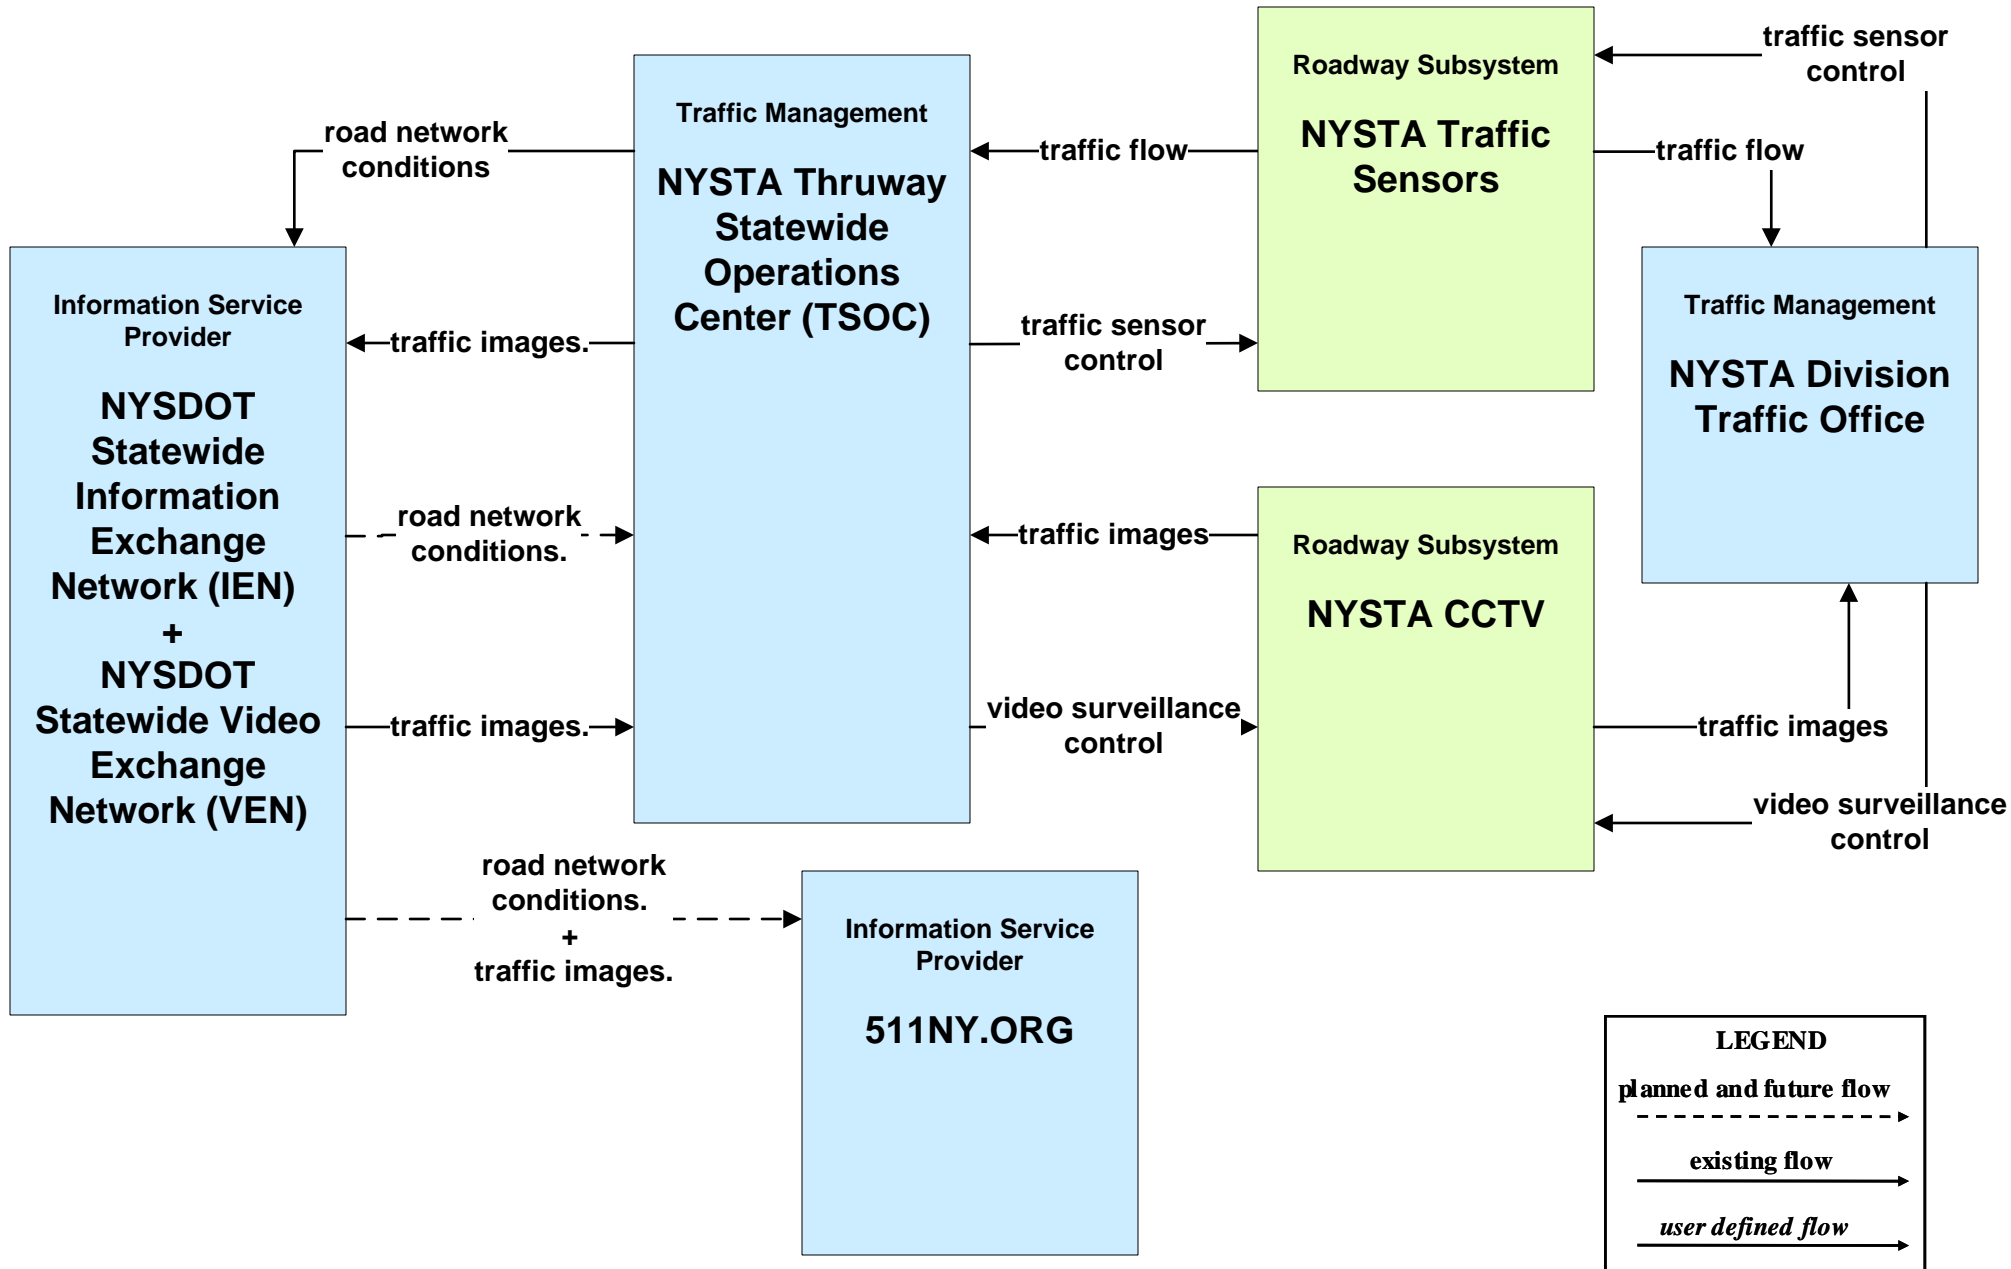 Roadway Subsystem
NYSTA Traffic
Sensors
traffic sensor
control
Traffic Management
NYSTA Thruway
Statewide
Operations
Center (TSOC)
road network
conditions
traffic flow
traffic flow
Information Service
Provider
NYSDOT
Statewide
Information
Exchange
Network (IEN)
+
NYSDOT
Statewide Video
Exchange
Network (VEN)
traffic images.
traffic sensor
control
Traffic Management
NYSTA Division
Traffic Office
road network
conditions.
traffic images
Roadway Subsystem
NYSTA CCTV
traffic images.
video surveillance
control
traffic images
video surveillance
control
road network
conditions.
+
traffic images.
Information Service
Provider
511NY.ORG
LEGEND
planned and future flow
existing flow
user defined flow